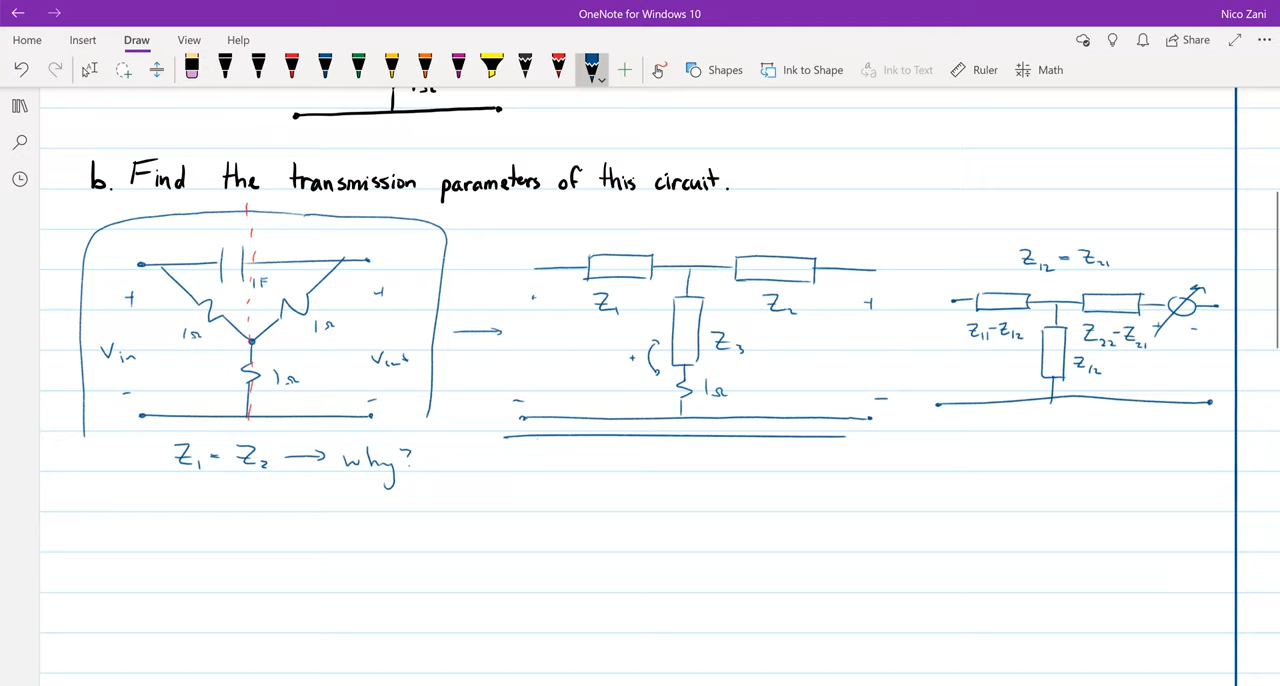 OneNote for Windows 10
Nico Zani
Home Insert Draw View Help
Share
Shapes Ink to Shape Ink to Text Ruler Math
1Ω
b. Find the transmission parameters of this circuit.
1F
+ +
1Ω 1Ω
Vin Vout
1Ω
- -
Z1 = Z2 → why?
Z1 Z2
+
Z3
+
1Ω
- -
Z12 = Z21
Z11-Z12 Z22-Z21
+ -
Z12